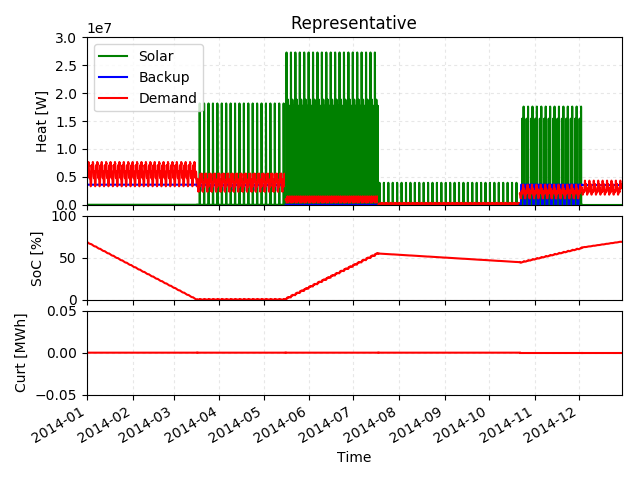 Representative
1e7
3.0
2.5
2.0
1.5
1.0
0.5
0.0
Heat [W]
Solar
Backup
Demand
100
50
0
SoC [%]
0.05
0.00
−0.05
Curt [MWh]
2014-01
2014-02
2014-03
2014-04
2014-05
2014-06
2014-07
2014-08
2014-09
2014-10
2014-11
2014-12
Time